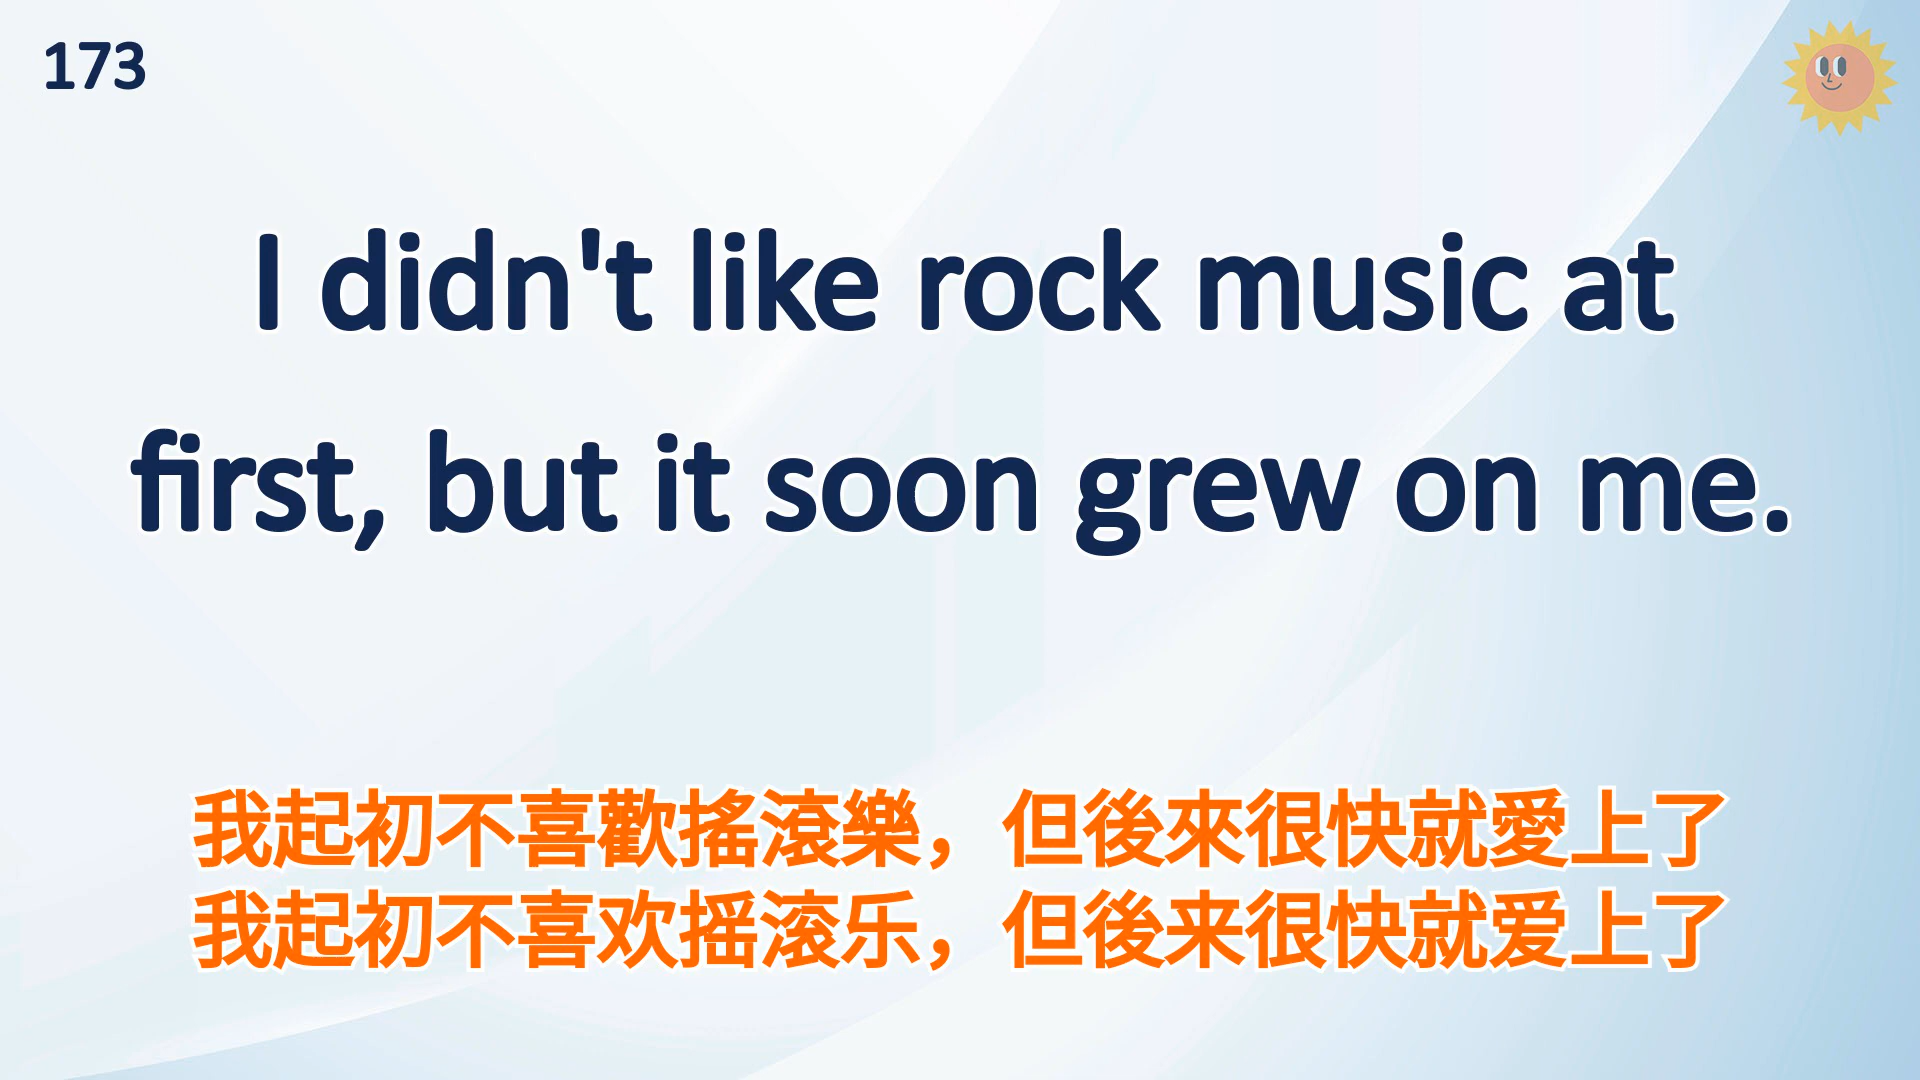 173
I didn't like rock music at
first, but it soon grew on me.
我起初不喜歡搖滾樂，但後來很快就愛上了
我起初不喜欢摇滚乐，但後来很快就爱上了